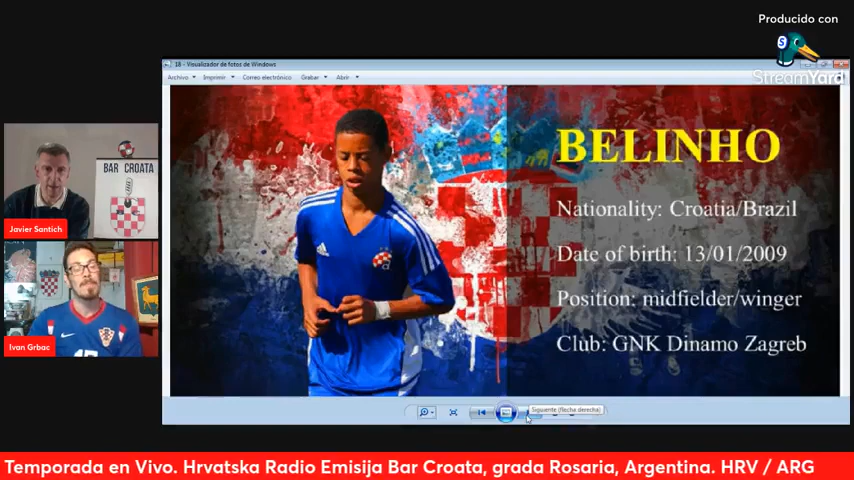 Producido con
StreamYard
18 - Visualizador de fotos de Windows
Archivo Imprimir Correo electrónico Grabar Abrir
BELINHO
Nationality: Croatia/Brazil
Date of birth: 13/01/2009
Position: midfielder/winger
Club: GNK Dinamo Zagreb
BAR CROATA
Javier Santich
Ivan Grbac
Siguiente (flecha derecha)
Temporada en Vivo. Hrvatska Radio Emisija Bar Croata, grada Rosaria, Argentina. HRV / ARG